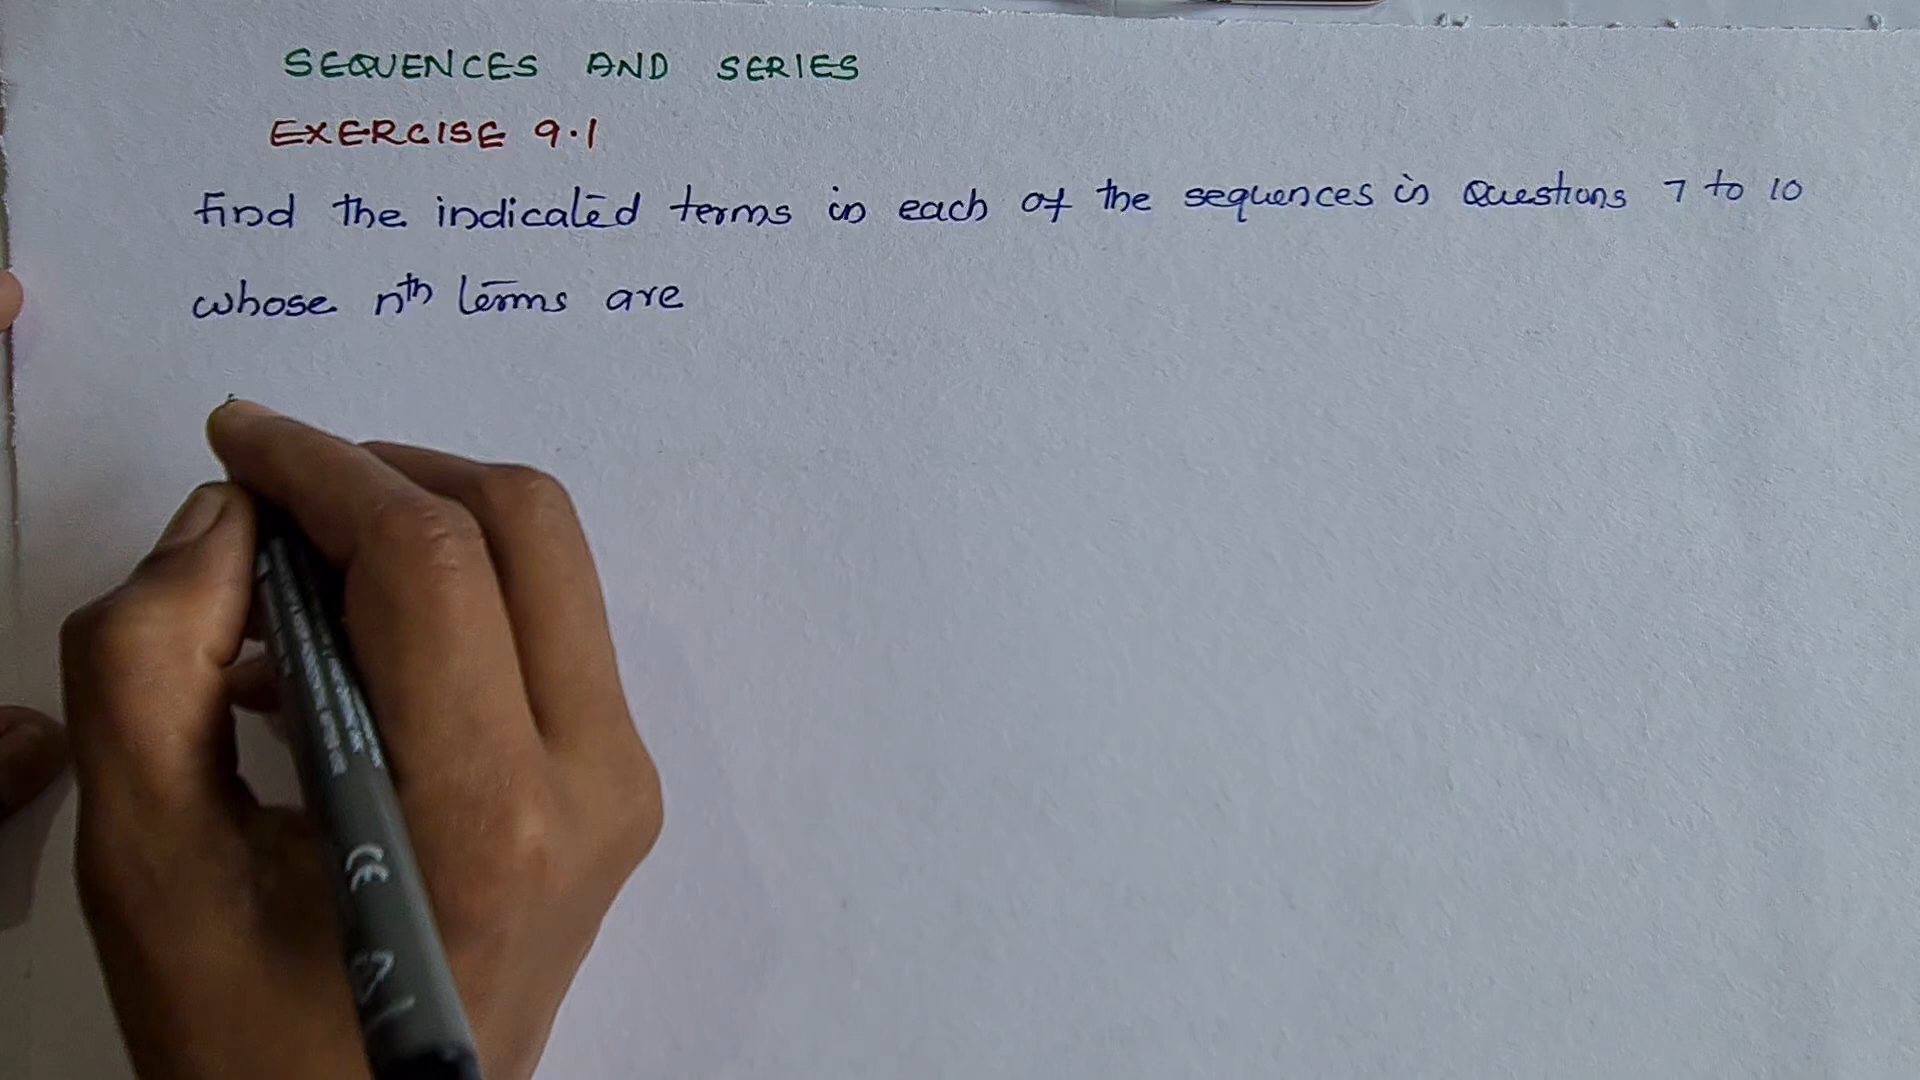 SEQUENCES AND SERIES
EXERCISE 9.1
find the indicated terms in each of the sequences in Questions 7 to 10
whose nth terms are
CE